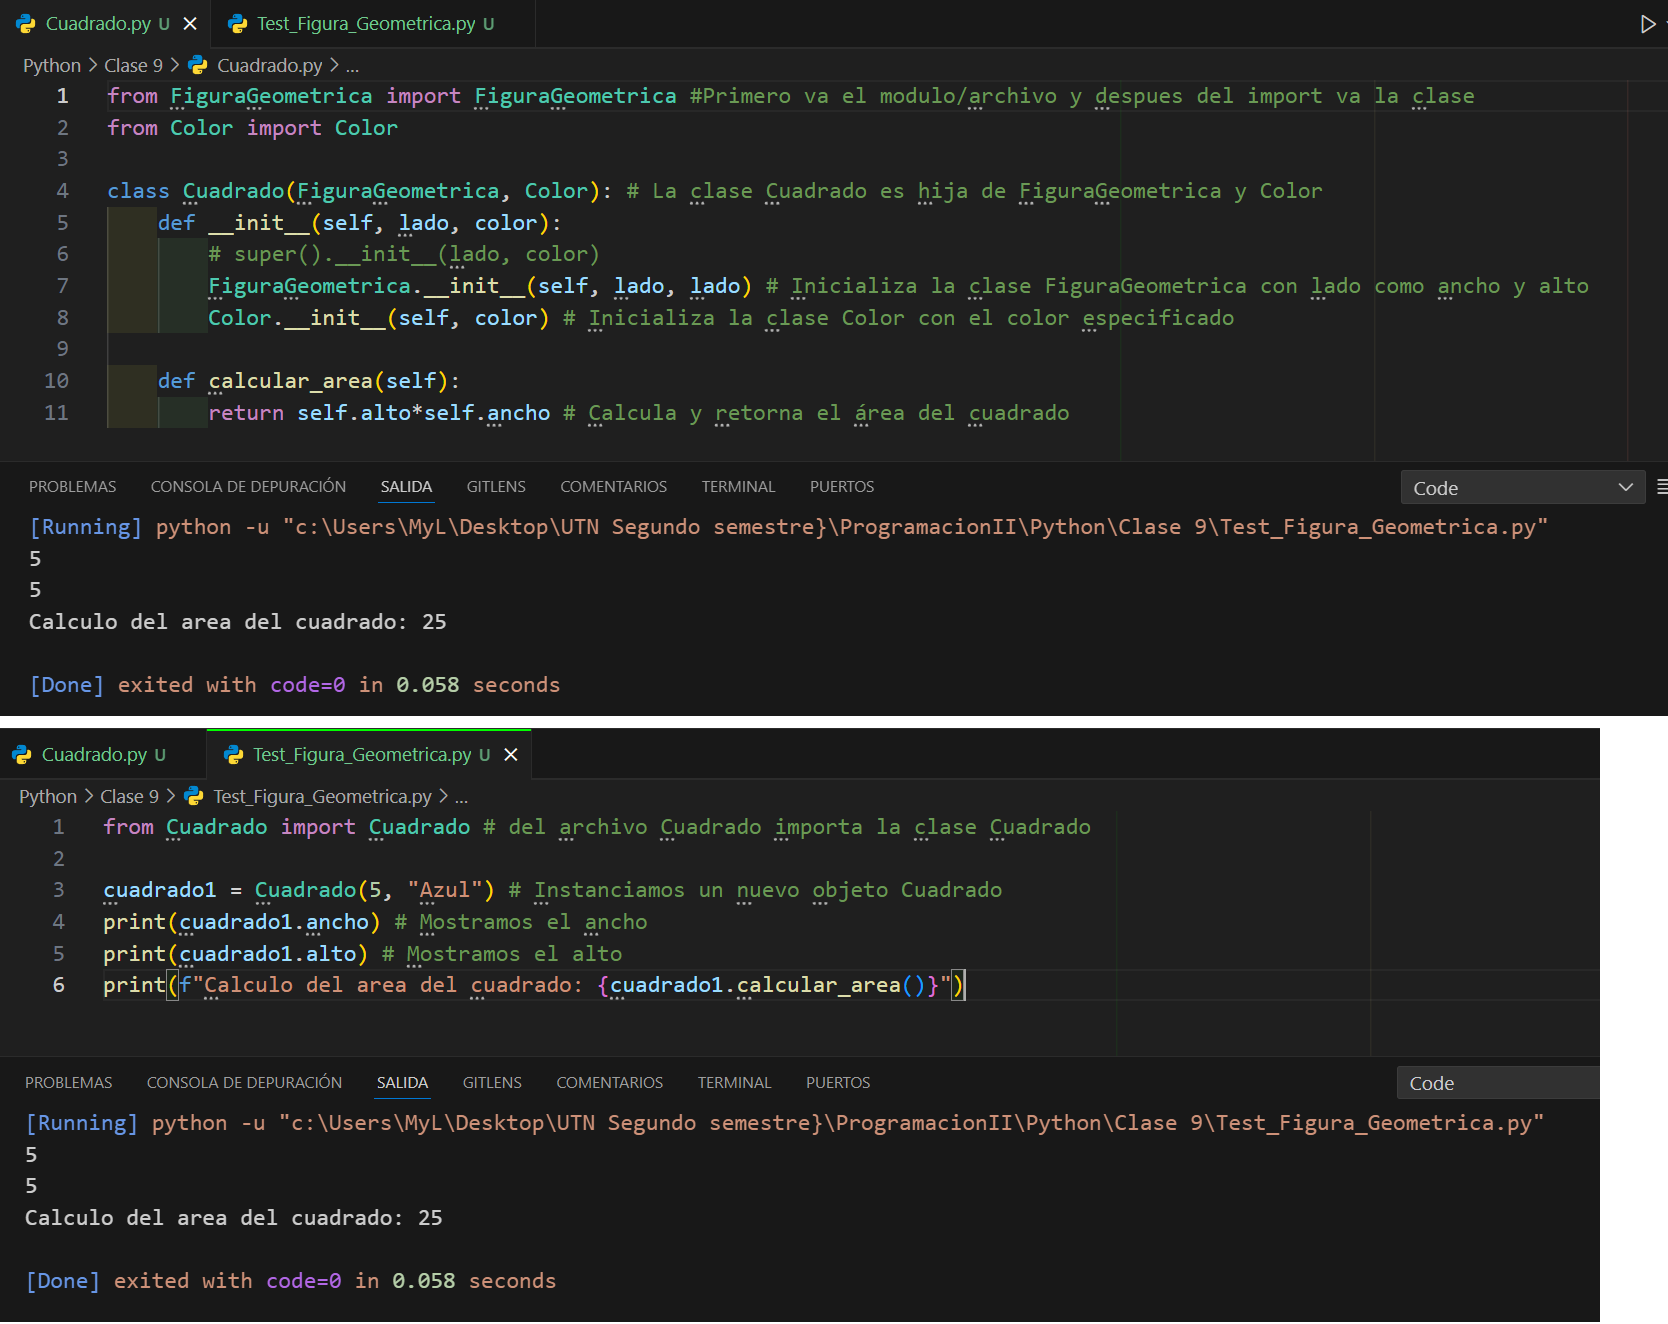 Cuadrado.py U Test_Figura_Geometrica.py U
Python > Clase 9 > Cuadrado.py > ...
1 from FiguraGeometrica import FiguraGeometrica #Primero va el modulo/archivo y despues del import va la clase
2 from Color import Color
3
4 class Cuadrado(FiguraGeometrica, Color): # La clase Cuadrado es hija de FiguraGeometrica y Color
5 def __init__(self, lado, color):
6 # super().__init__(lado, color)
7 FiguraGeometrica.__init__(self, lado, lado) # Inicializa la clase FiguraGeometrica con lado como ancho y alto
8 Color.__init__(self, color) # Inicializa la clase Color con el color especificado
9
10 def calcular_area(self):
11 return self.alto*self.ancho # Calcula y retorna el área del cuadrado
PROBLEMAS CONSOLA DE DEPURACIÓN SALIDA GITLENS COMENTARIOS TERMINAL PUERTOS Code
[Running] python -u "c:\Users\MyL\Desktop\UTN Segundo semestre}\ProgramacionII\Python\Clase 9\Test_Figura_Geometrica.py"
5
5
Calculo del area del cuadrado: 25
[Done] exited with code=0 in 0.058 seconds
Cuadrado.py U Test_Figura_Geometrica.py U
Python > Clase 9 > Test_Figura_Geometrica.py > ...
1 from Cuadrado import Cuadrado # del archivo Cuadrado importa la clase Cuadrado
2
3 cuadrado1 = Cuadrado(5, "Azul") # Instanciamos un nuevo objeto Cuadrado
4 print(cuadrado1.ancho) # Mostramos el ancho
5 print(cuadrado1.alto) # Mostramos el alto
6 print(f"Calculo del area del cuadrado: {cuadrado1.calcular_area()}")
PROBLEMAS CONSOLA DE DEPURACIÓN SALIDA GITLENS COMENTARIOS TERMINAL PUERTOS Code
[Running] python -u "c:\Users\MyL\Desktop\UTN Segundo semestre}\ProgramacionII\Python\Clase 9\Test_Figura_Geometrica.py"
5
5
Calculo del area del cuadrado: 25
[Done] exited with code=0 in 0.058 seconds